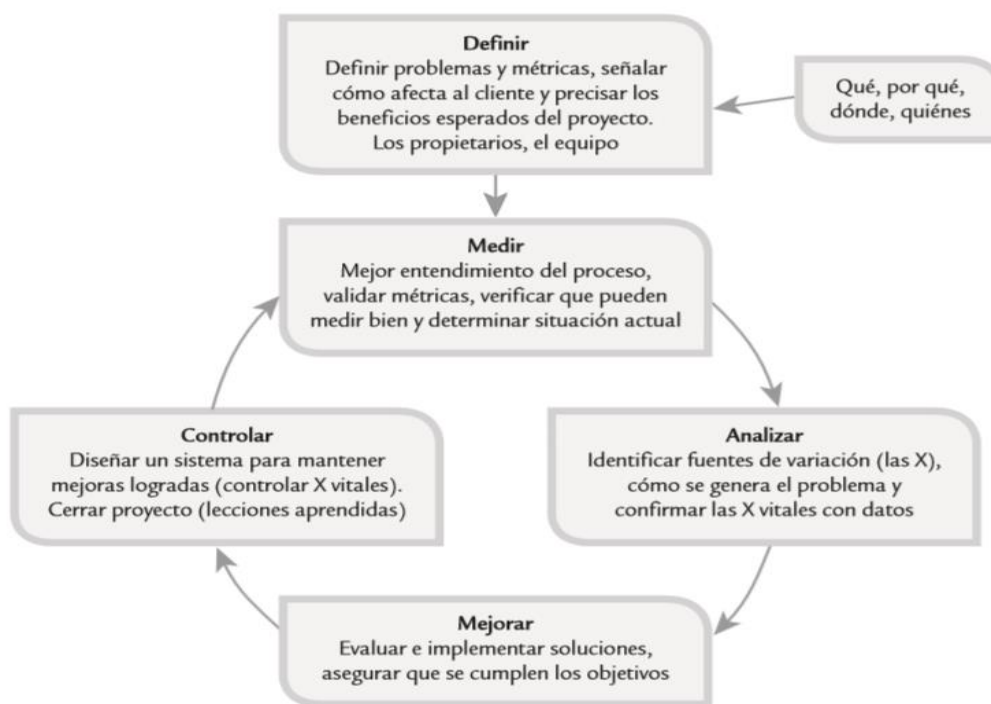 Definir
Definir problemas y métricas, señalar
cómo afecta al cliente y precisar los
beneficios esperados del proyecto.
Los propietarios, el equipo
Qué, por qué,
dónde, quiénes
Medir
Mejor entendimiento del proceso,
validar métricas, verificar que pueden
medir bien y determinar situación actual
Controlar
Diseñar un sistema para mantener
mejoras logradas (controlar X vitales).
Cerrar proyecto (lecciones aprendidas)
Analizar
Identificar fuentes de variación (las X),
cómo se genera el problema y
confirmar las X vitales con datos
Mejorar
Evaluar e implementar soluciones,
asegurar que se cumplen los objetivos